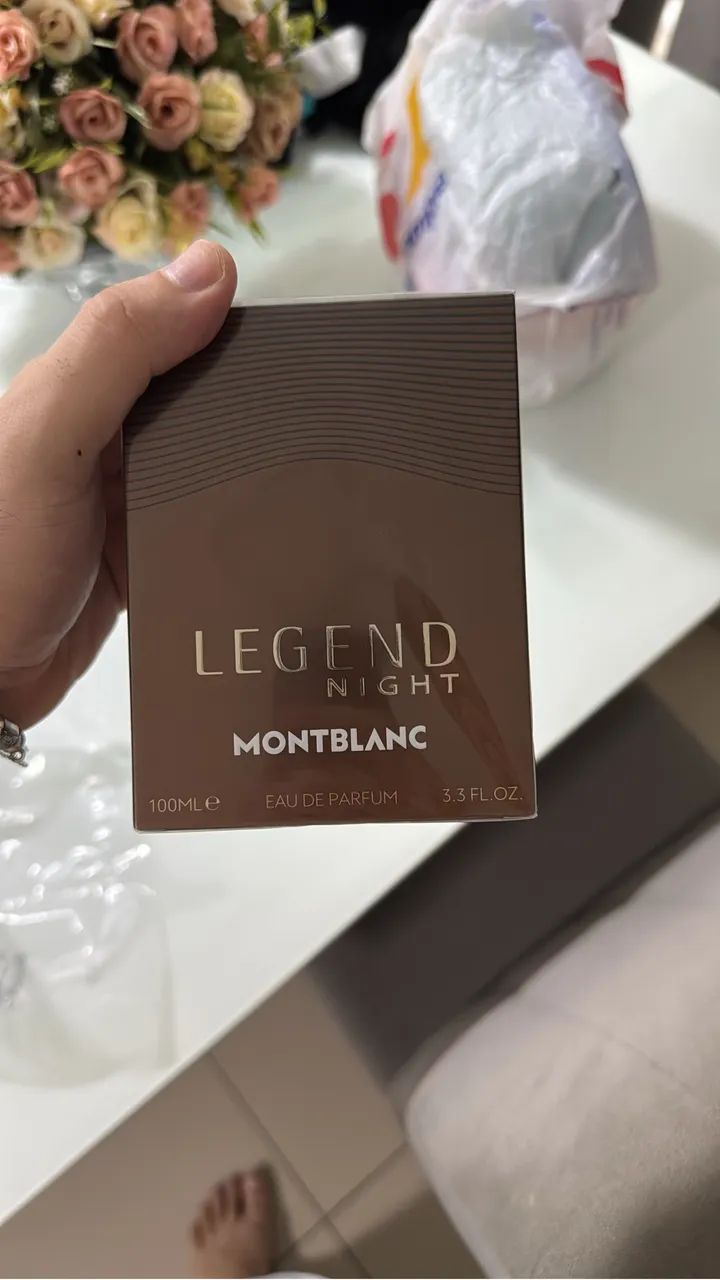 LEGEND
NIGHT
MONTBLANC
100ML℮ EAU DE PARFUM 3.3 FL.OZ.